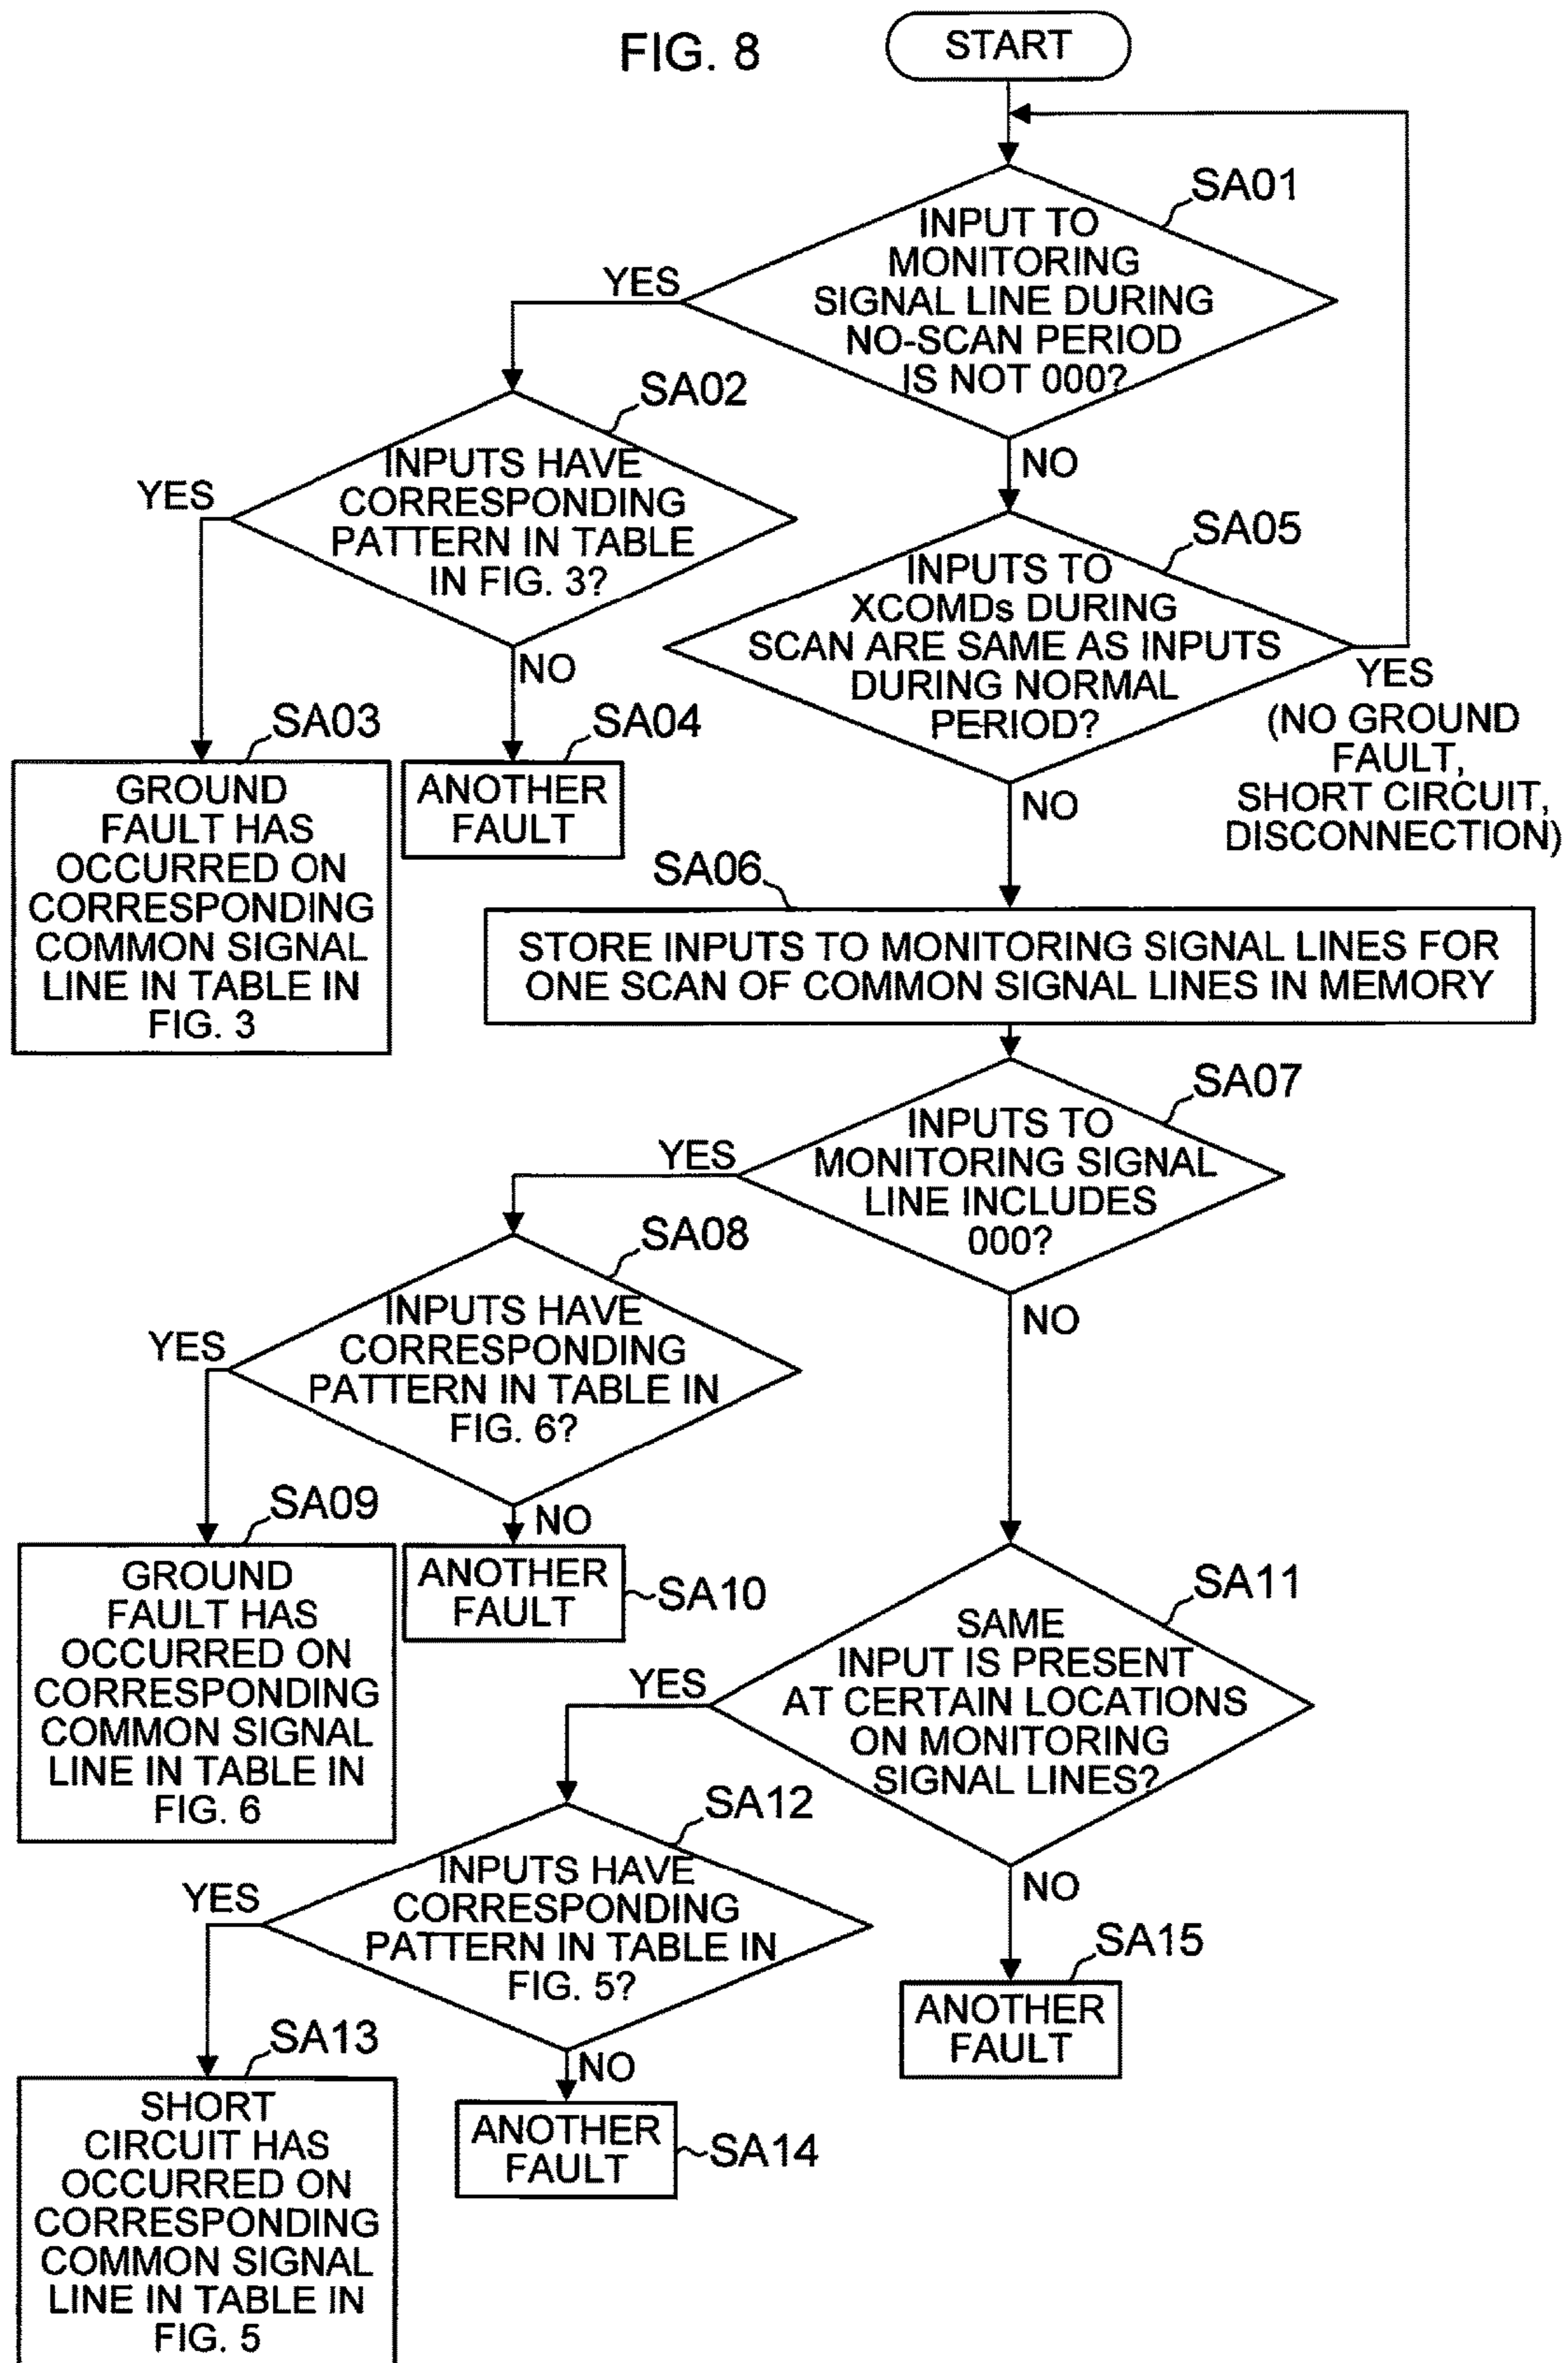 FIG. 8
START
SA01
INPUT TO
MONITORING
SIGNAL LINE DURING
NO-SCAN PERIOD
IS NOT 000?
YES
NO
SA02
INPUTS HAVE
CORRESPONDING
PATTERN IN TABLE
IN FIG. 3?
YES
NO
SA03
GROUND
FAULT HAS
OCCURRED ON
CORRESPONDING
COMMON SIGNAL
LINE IN TABLE IN
FIG. 3
SA04
ANOTHER
FAULT
SA05
INPUTS TO
XCOMDs DURING
SCAN ARE SAME AS INPUTS
DURING NORMAL
PERIOD?
YES
(NO GROUND
FAULT,
SHORT CIRCUIT,
DISCONNECTION)
NO
SA06
STORE INPUTS TO MONITORING SIGNAL LINES FOR
ONE SCAN OF COMMON SIGNAL LINES IN MEMORY
SA07
INPUTS TO
MONITORING SIGNAL
LINE INCLUDES
000?
YES
NO
SA08
INPUTS HAVE
CORRESPONDING
PATTERN IN TABLE IN
FIG. 6?
YES
NO
SA09
GROUND
FAULT HAS
OCCURRED ON
CORRESPONDING
COMMON SIGNAL
LINE IN TABLE IN
FIG. 6
ANOTHER
FAULT
SA10
SA11
SAME
INPUT IS PRESENT
AT CERTAIN LOCATIONS
ON MONITORING
SIGNAL LINES?
YES
NO
SA12
INPUTS HAVE
CORRESPONDING
PATTERN IN TABLE IN
FIG. 5?
YES
NO
SA13
SHORT
CIRCUIT HAS
OCCURRED ON
CORRESPONDING
COMMON SIGNAL
LINE IN TABLE IN
FIG. 5
ANOTHER
FAULT
SA14
SA15
ANOTHER
FAULT